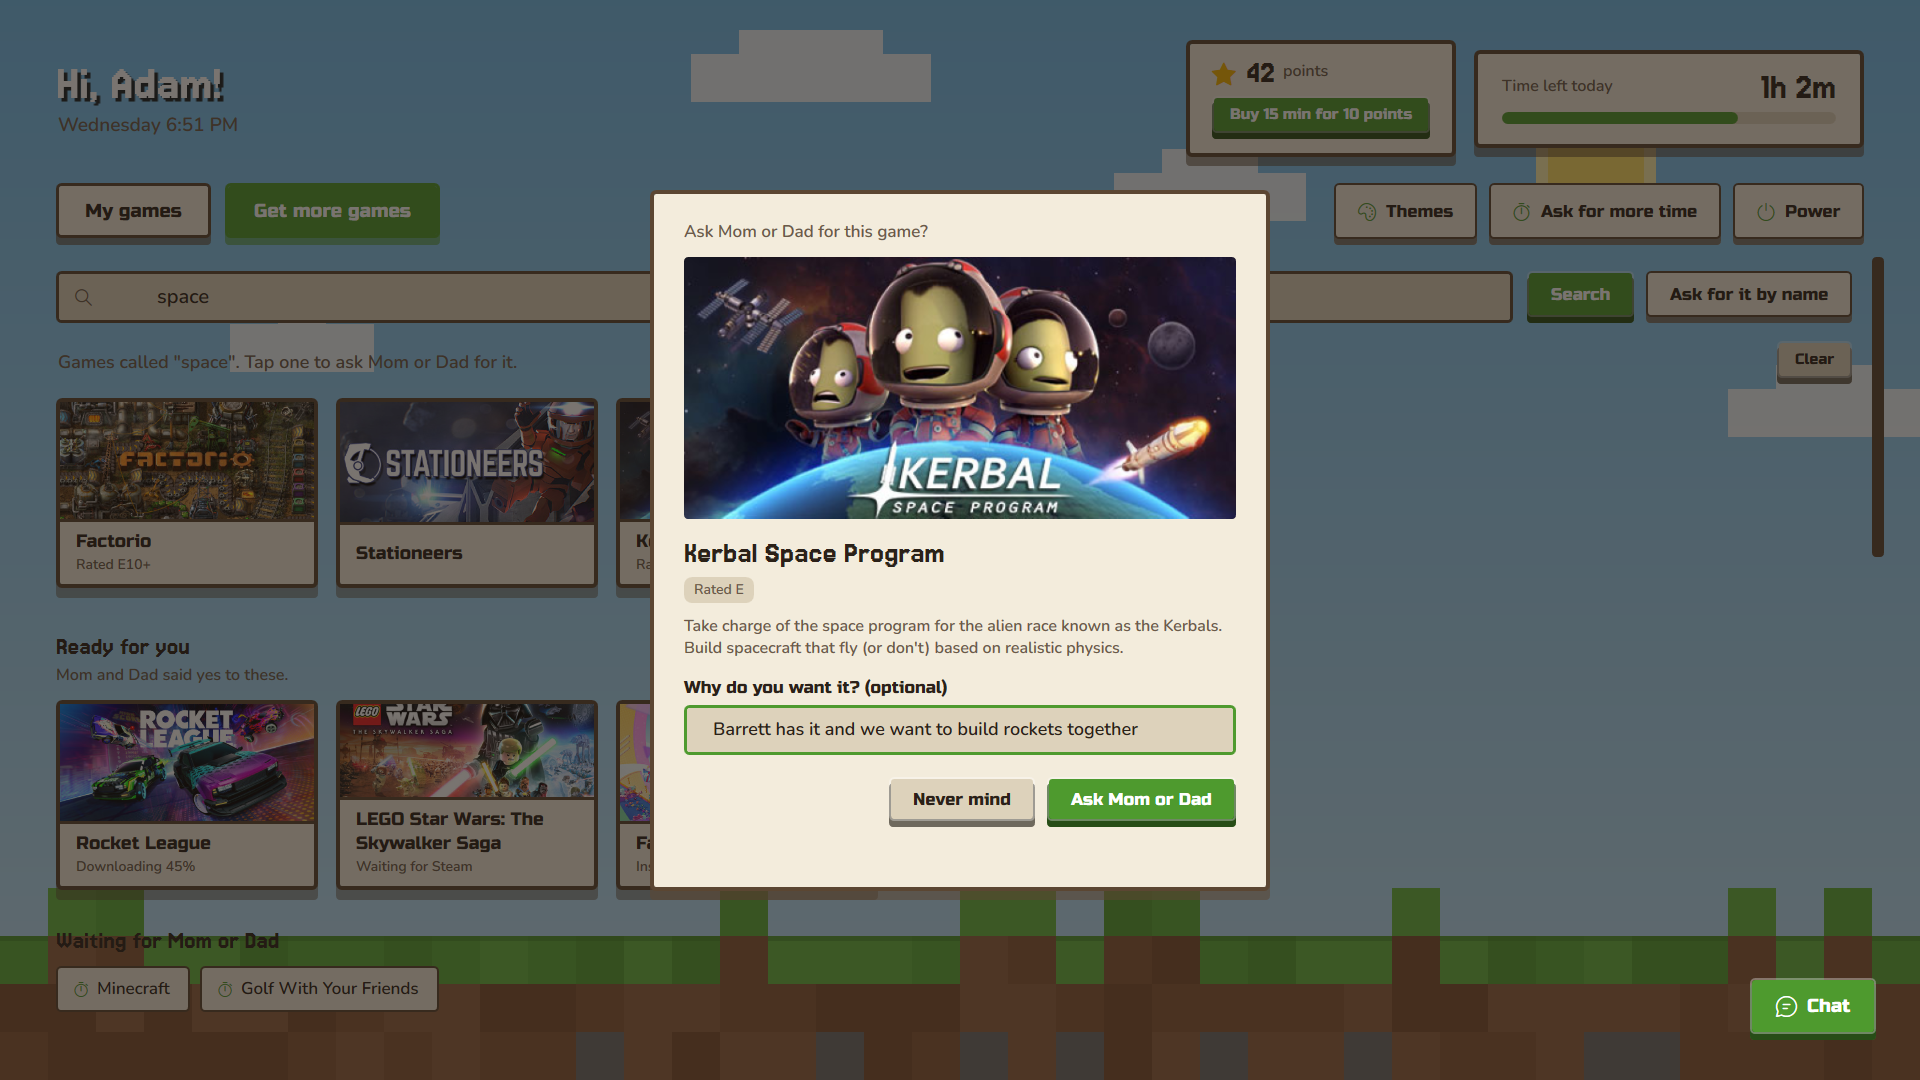 Hi, Adam!
Wednesday 6:51 PM
42 points
Buy 15 min for 10 points
Time left today
1h 2m
My games
Get more games
Themes
Ask for more time
Power
space
Search
Ask for it by name
Games called "space". Tap one to ask Mom or Dad for it.
Clear
FACTORIO
Factorio
Rated E10+
STATIONEERS
Stationeers
Ask Mom or Dad for this game?
KERBAL
SPACE PROGRAM
Kerbal Space Program
Rated E
Take charge of the space program for the alien race known as the Kerbals.
Build spacecraft that fly (or don't) based on realistic physics.
Why do you want it? (optional)
Barrett has it and we want to build rockets together
Never mind
Ask Mom or Dad
Ready for you
Mom and Dad said yes to these.
ROCKET
LEAGUE
Rocket League
Downloading 45%
LEGO
STAR
WARS
THE SKYWALKER SAGA
LEGO Star Wars: The
Skywalker Saga
Waiting for Steam
Waiting for Mom or Dad
Minecraft
Golf With Your Friends
Chat